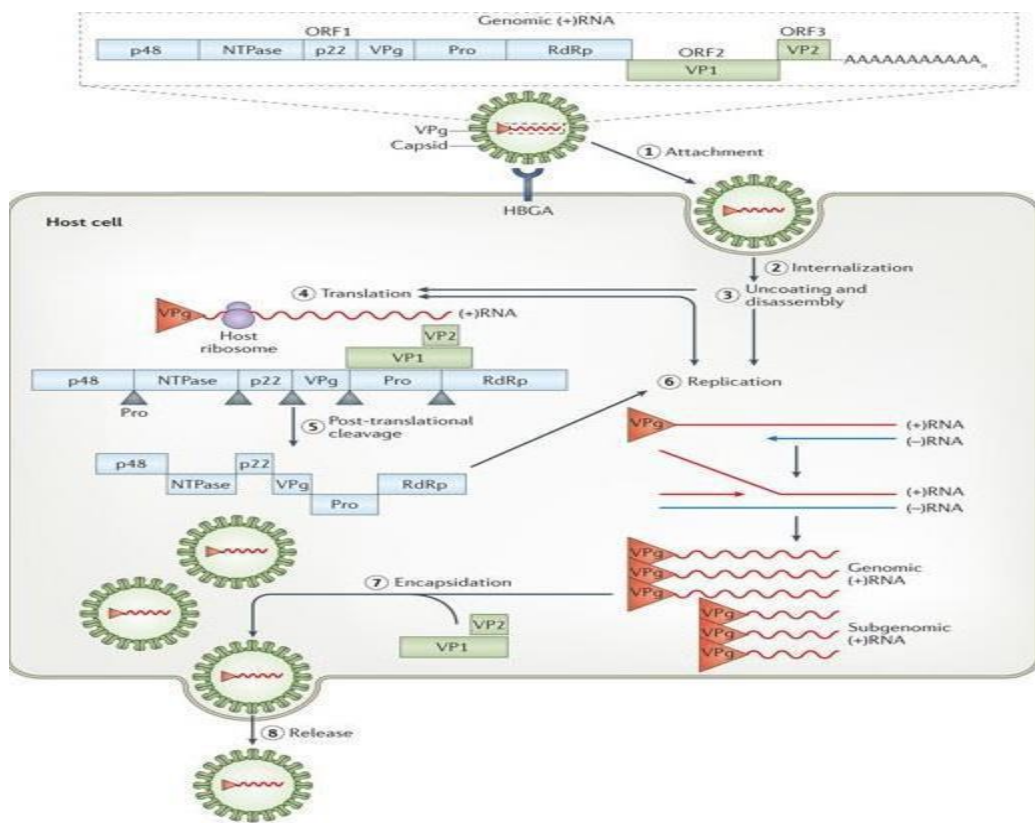 Genomic (+)RNA
ORF1
ORF3
p48
NTPase
p22
VPg
Pro
RdRp
ORF2
VP2
VP1
AAAAAAAAAAAₙ
VPg
Capsid
① Attachment
HBGA
Host cell
② Internalization
③ Uncoating and
disassembly
④ Translation
VPg
(+)RNA
Host
ribosome
VP2
VP1
p48
NTPase
p22
VPg
Pro
RdRp
Pro
⑤ Post-translational
cleavage
⑥ Replication
p48
NTPase
p22
VPg
Pro
RdRp
VPg
(+)RNA
(–)RNA
(+)RNA
(–)RNA
VPg
VPg
VPg
Genomic
(+)RNA
VPg
VPg
VPg
Subgenomic
(+)RNA
⑦ Encapsidation
VP2
VP1
⑧ Release